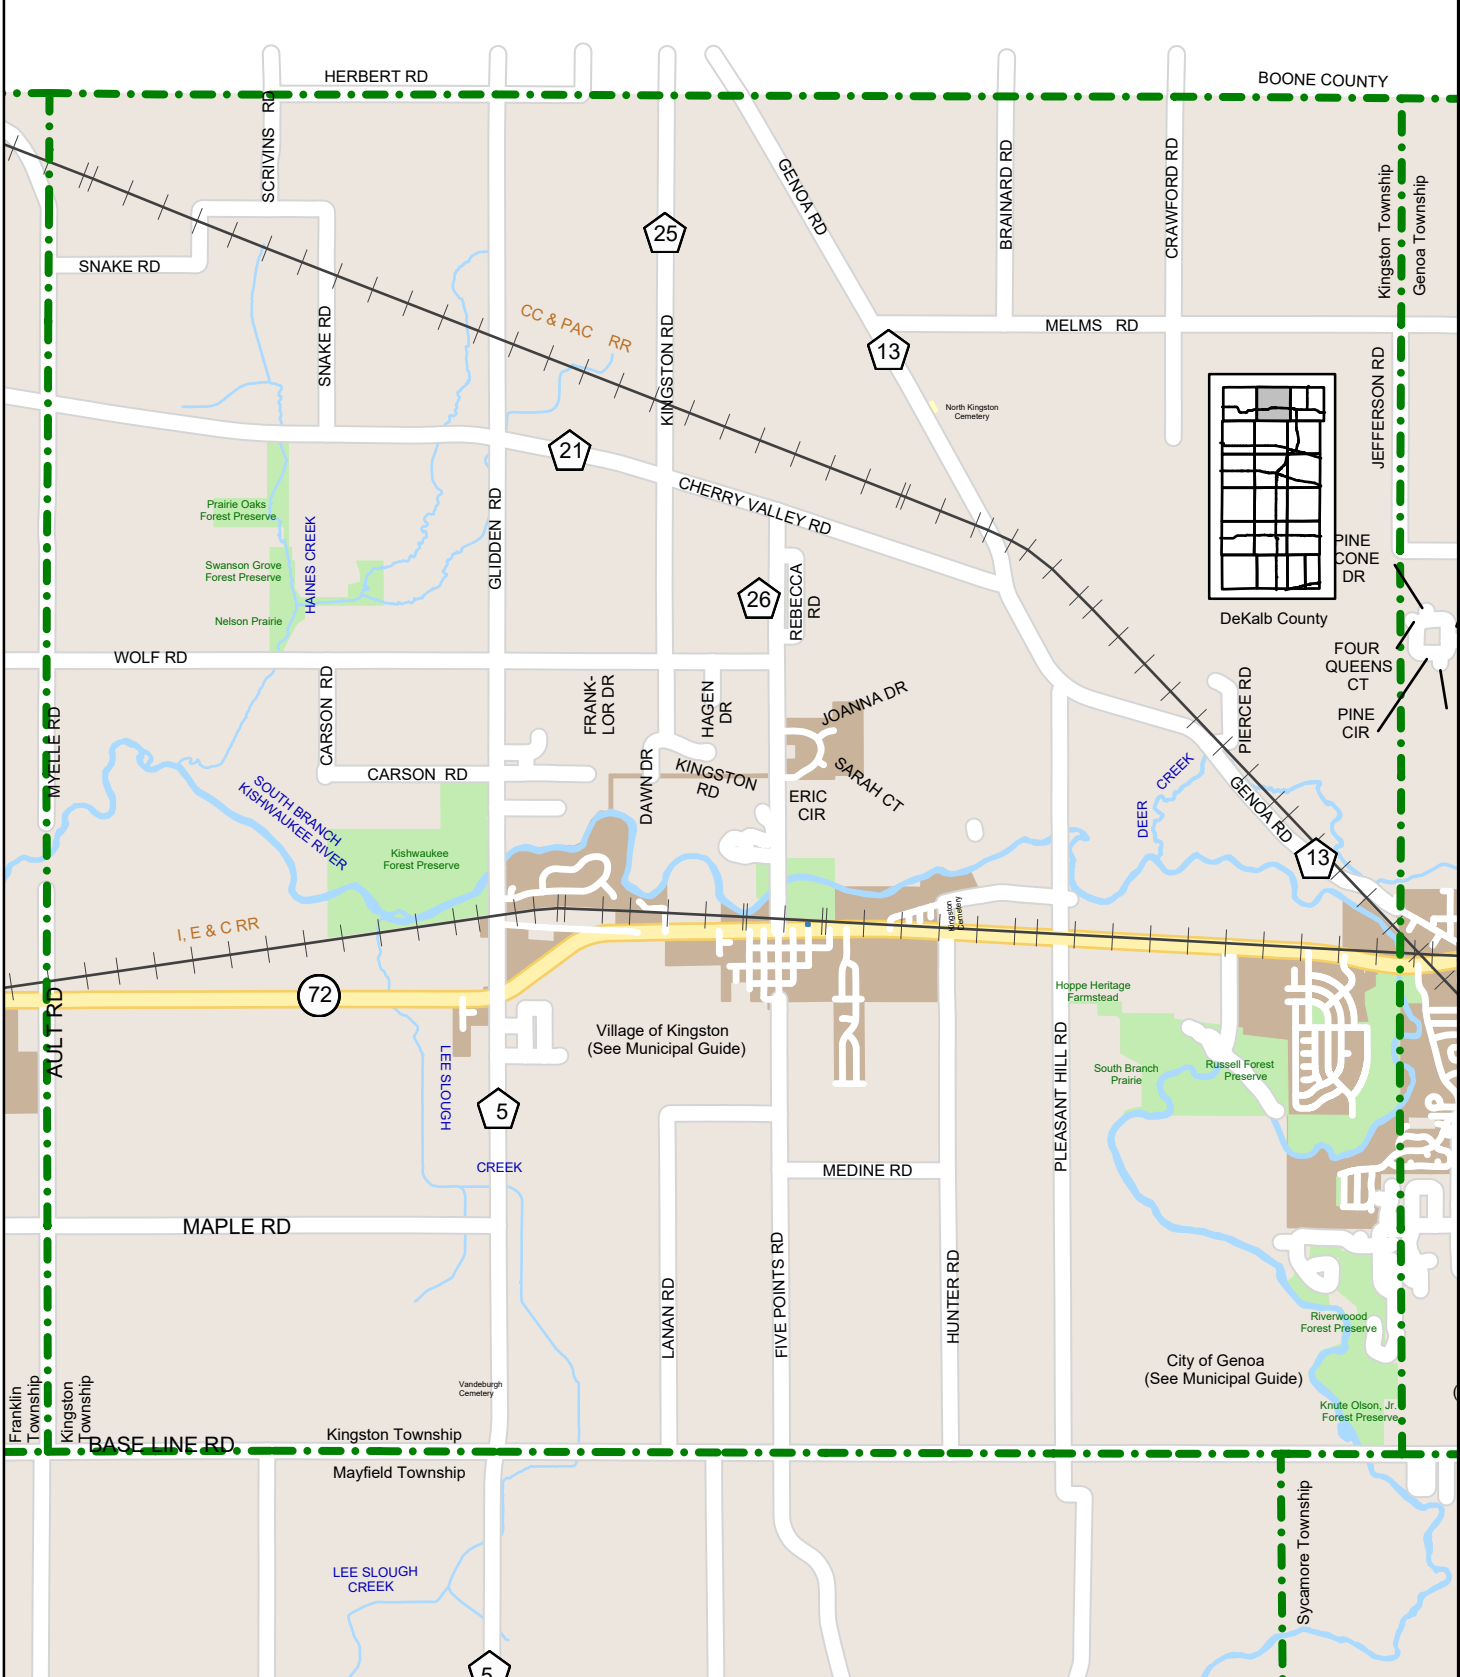 HERBERT RD
BOONE COUNTY
SCRIVINS RD
GENOA RD
BRAINARD RD
CRAWFORD RD
Kingston Township
Genoa Township
25
SNAKE RD
SNAKE RD
CC & PAC RR
KINGSTON RD
MELMS RD
13
JEFFERSON RD
North Kingston
Cemetery
21
CHERRY VALLEY RD
GLIDDEN RD
Prairie Oaks
Forest Preserve
HAINES CREEK
Swanson Grove
Forest Preserve
Nelson Prairie
26
REBECCA
RD
PINE
CONE
DR
DeKalb County
FOUR
QUEENS
CT
PINE
CIR
WOLF RD
CARSON RD
FRANK-
LOR DR
HAGEN
DR
JOANNA DR
PIERCE RD
MYELLE RD
CARSON RD
DAWN DR
KINGSTON
RD
SARAH CT
ERIC
CIR
SOUTH BRANCH
KISHWAUKEE RIVER
DEER
CREEK
GENOA RD
13
Kishwaukee
Forest Preserve
I, E & C RR
Kingston
Cemetery
72
AULT RD
Hoppe Heritage
Farmstead
Village of Kingston
(See Municipal Guide)
LEE SLOUGH
CREEK
5
PLEASANT HILL RD
South Branch
Prairie
Russell Forest
Preserve
MEDINE RD
MAPLE RD
LANAN RD
FIVE POINTS RD
HUNTER RD
Riverwoood
Forest Preserve
City of Genoa
(See Municipal Guide)
Vandeburgh
Cemetery
Knute Olson, Jr.
Forest Preserve
Franklin
Township
Kingston
Township
BASE LINE RD
Kingston Township
Mayfield Township
Sycamore Township
LEE SLOUGH
CREEK
5